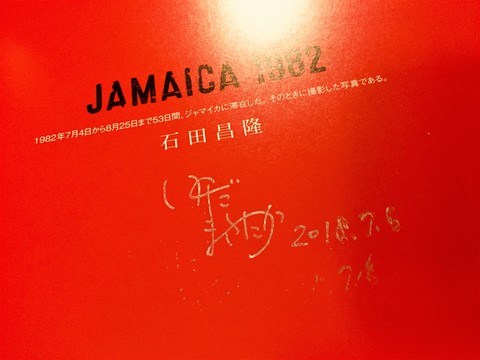 JAMAICA 1982
1982年7月4日から8月25日まで53日間、ジャマイカに滞在した。そのときに撮影した写真である。
石田昌隆
いしだ
まさたか 2018.7.6